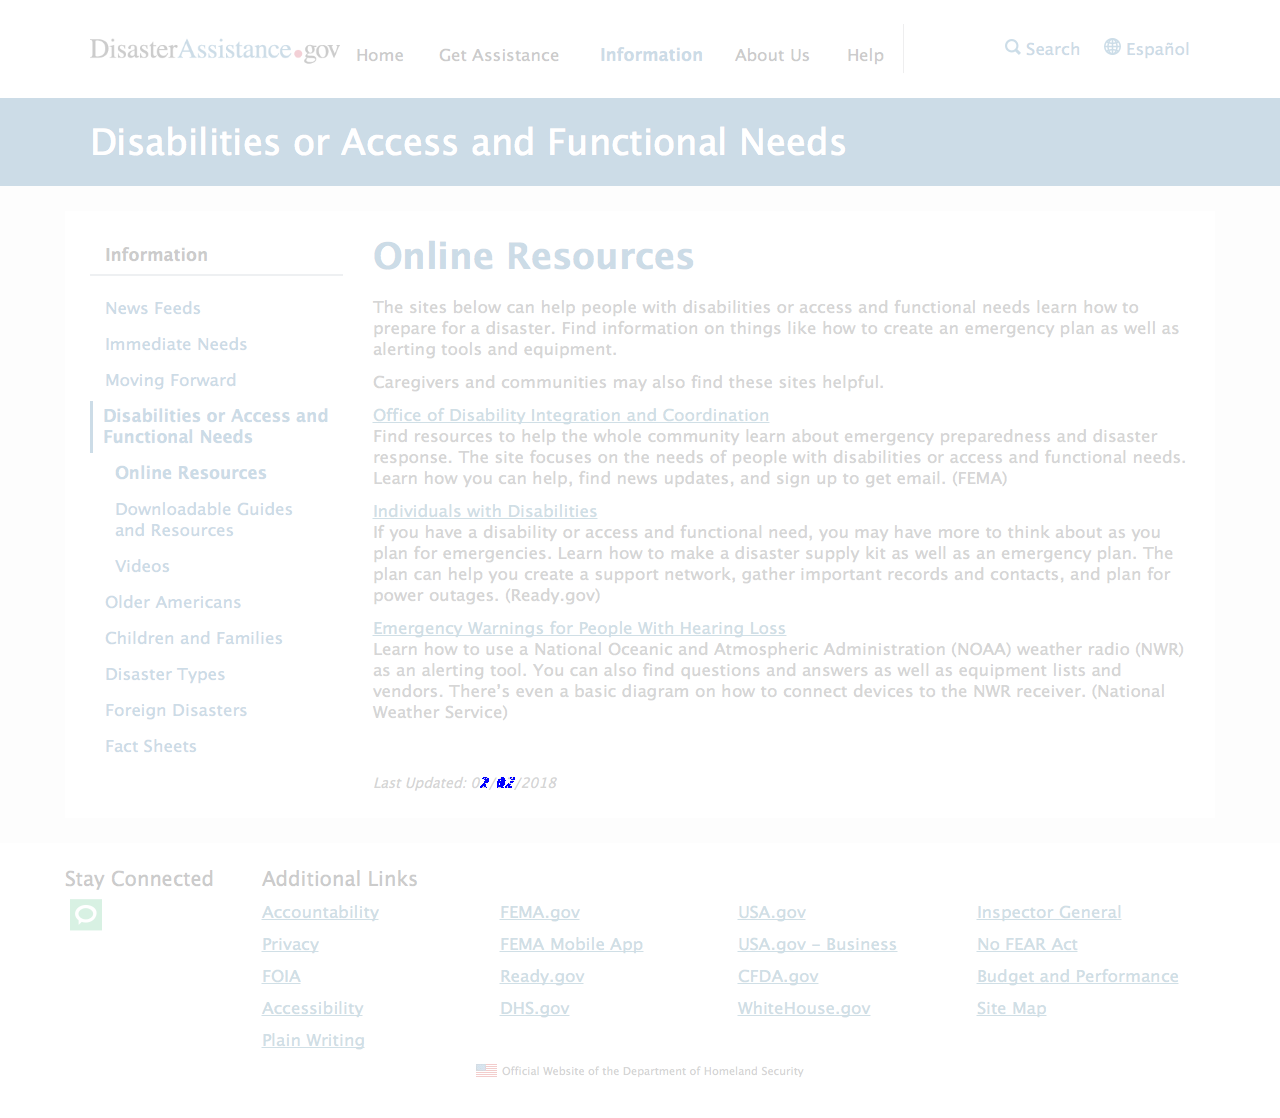 DisasterAssistance.gov Home Get Assistance Information About Us Help Search Español
Disabilities or Access and Functional Needs
Information
News Feeds
Immediate Needs
Moving Forward
Disabilities or Access and
Functional Needs
Online Resources
Downloadable Guides
and Resources
Videos
Older Americans
Children and Families
Disaster Types
Foreign Disasters
Fact Sheets
Online Resources
The sites below can help people with disabilities or access and functional needs learn how to
prepare for a disaster. Find information on things like how to create an emergency plan as well as
alerting tools and equipment.
Caregivers and communities may also find these sites helpful.
Office of Disability Integration and Coordination
Find resources to help the whole community learn about emergency preparedness and disaster
response. The site focuses on the needs of people with disabilities or access and functional needs.
Learn how you can help, find news updates, and sign up to get email. (FEMA)
Individuals with Disabilities
If you have a disability or access and functional need, you may have more to think about as you
plan for emergencies. Learn how to make a disaster supply kit as well as an emergency plan. The
plan can help you create a support network, gather important records and contacts, and plan for
power outages. (Ready.gov)
Emergency Warnings for People With Hearing Loss
Learn how to use a National Oceanic and Atmospheric Administration (NOAA) weather radio (NWR)
as an alerting tool. You can also find questions and answers as well as equipment lists and
vendors. There's even a basic diagram on how to connect devices to the NWR receiver. (National
Weather Service)
Last Updated:
Stay Connected
Additional Links
Accountability FEMA.gov USA.gov Inspector General
Privacy FEMA Mobile App USA.gov – Business No FEAR Act
FOIA Ready.gov CFDA.gov Budget and Performance
Accessibility DHS.gov WhiteHouse.gov Site Map
Plain Writing
Official Website of the Department of Homeland Security